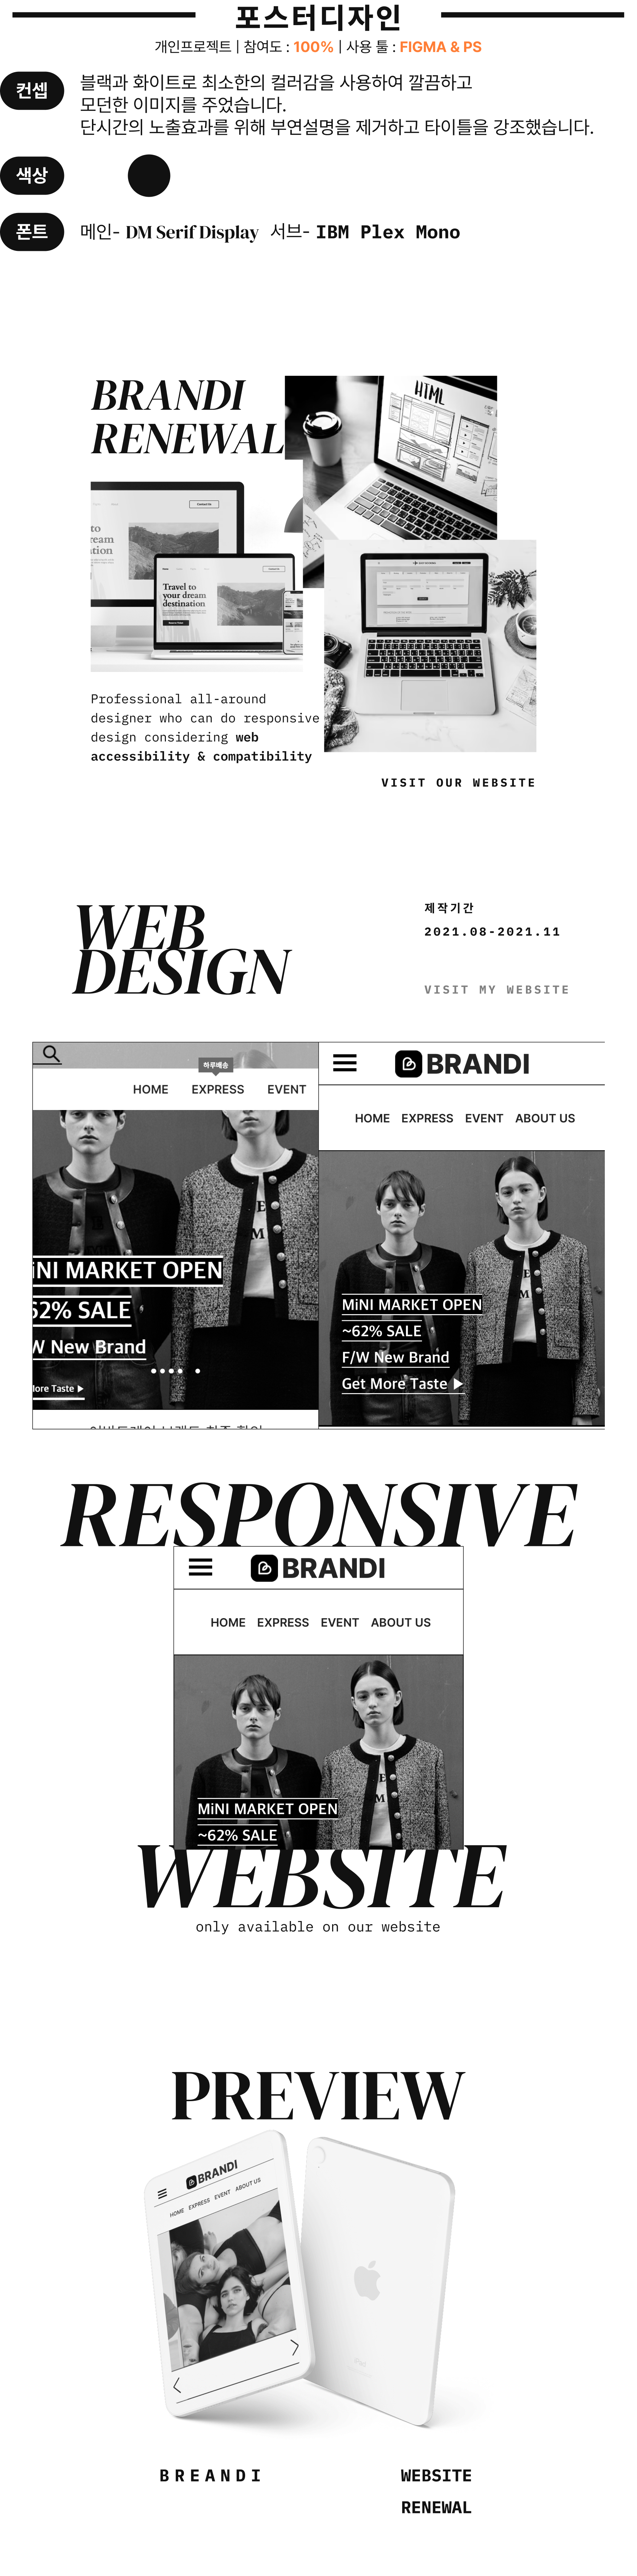 포스터디자인
개인프로젝트 | 참여도 : 100% | 사용 툴 : FIGMA & PS
컨셉
블랙과 화이트로 최소한의 컬러감을 사용하여 깔끔하고
모던한 이미지를 주었습니다.
단시간의 노출효과를 위해 부연설명을 제거하고 타이틀을 강조했습니다.
색상
폰트
메인- DM Serif Display 서브- IBM Plex Mono
BRANDI
RENEWAL
HTML
Contact Us
Travel to
your dream
destination
Professional all-around
designer who can do responsive
design considering web
accessibility & compatibility
VISIT OUR WEBSITE
WEB
DESIGN
제작기간
2021.08-2021.11
VISIT MY WEBSITE
하루배송
HOME EXPRESS EVENT
MiNI MARKET OPEN
62% SALE
W New Brand
More Taste ▶
BRANDI
HOME EXPRESS EVENT ABOUT US
MiNI MARKET OPEN
~62% SALE
F/W New Brand
Get More Taste ▶
RESPONSIVE
BRANDI
HOME EXPRESS EVENT ABOUT US
MiNI MARKET OPEN
~62% SALE
WEBSITE
only available on our website
PREVIEW
BRANDI
HOME EXPRESS EVENT ABOUT US
iPad
BREANDI
WEBSITE
RENEWAL